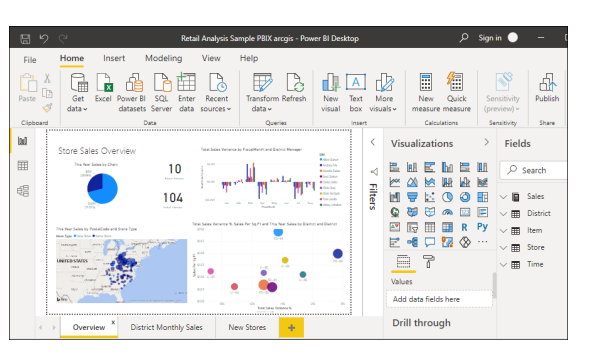 Retail Analysis Sample PBIX arcgis - Power BI Desktop
Sign in
File Home Insert Modeling View Help
Paste
Get data
Excel
Power BI datasets
SQL Server
Enter data
Recent sources
Transform data
Refresh
New visual
Text box
More visuals
New measure
Quick measure
Sensitivity (preview)
Publish
Clipboard
Data
Queries
Insert
Calculations
Sensitivity
Share
Store Sales Overview
This Year Sales by Chain
10
104
Total Sales Variance by FiscalMonth and District Manager
This Year Sales by PostalCode and Store Type
UNITED STATES
Total Sales Variance %, Sales Per Sq Ft and This Year Sales by District and District
Filters
Visualizations
R Py
Values
Add data fields here
Drill through
Fields
Search
Sales
District
Item
Store
Time
Overview
District Monthly Sales
New Stores